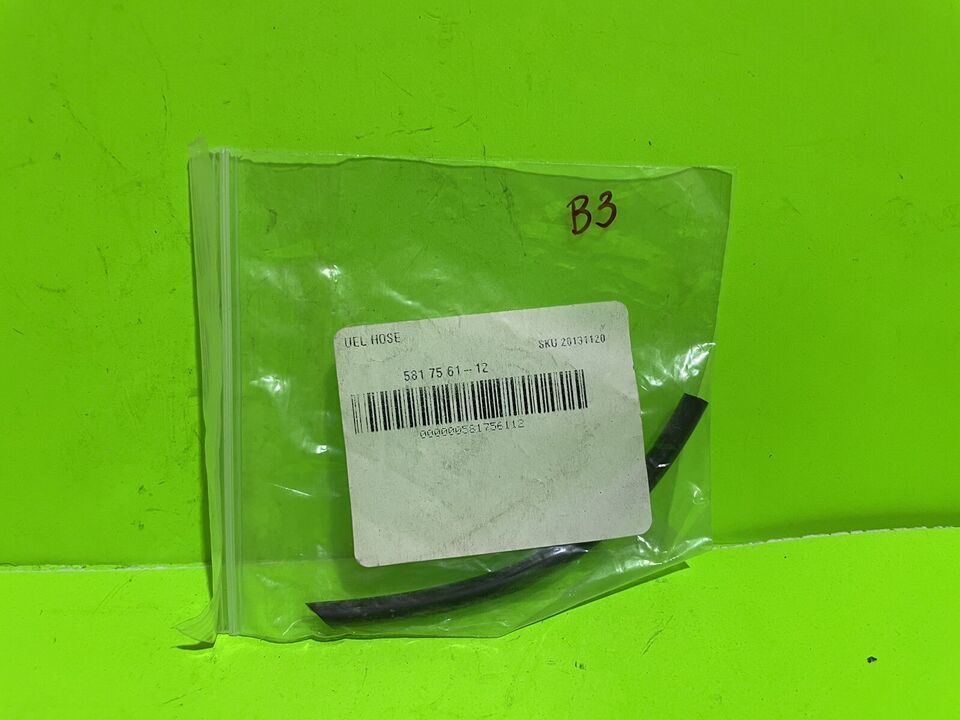 B3
UEL HOSE
SKU 20131120
581 75 61-12
000000581756112